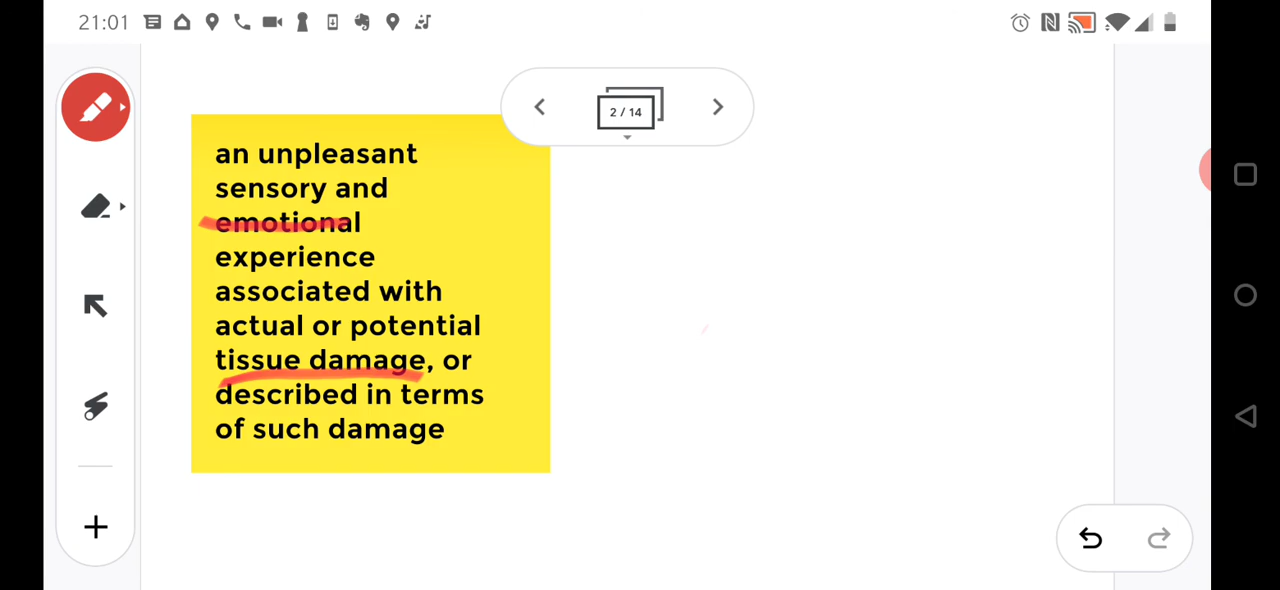 21:01
2 / 14
an unpleasant
sensory and
emotional
experience
associated with
actual or potential
tissue damage, or
described in terms
of such damage